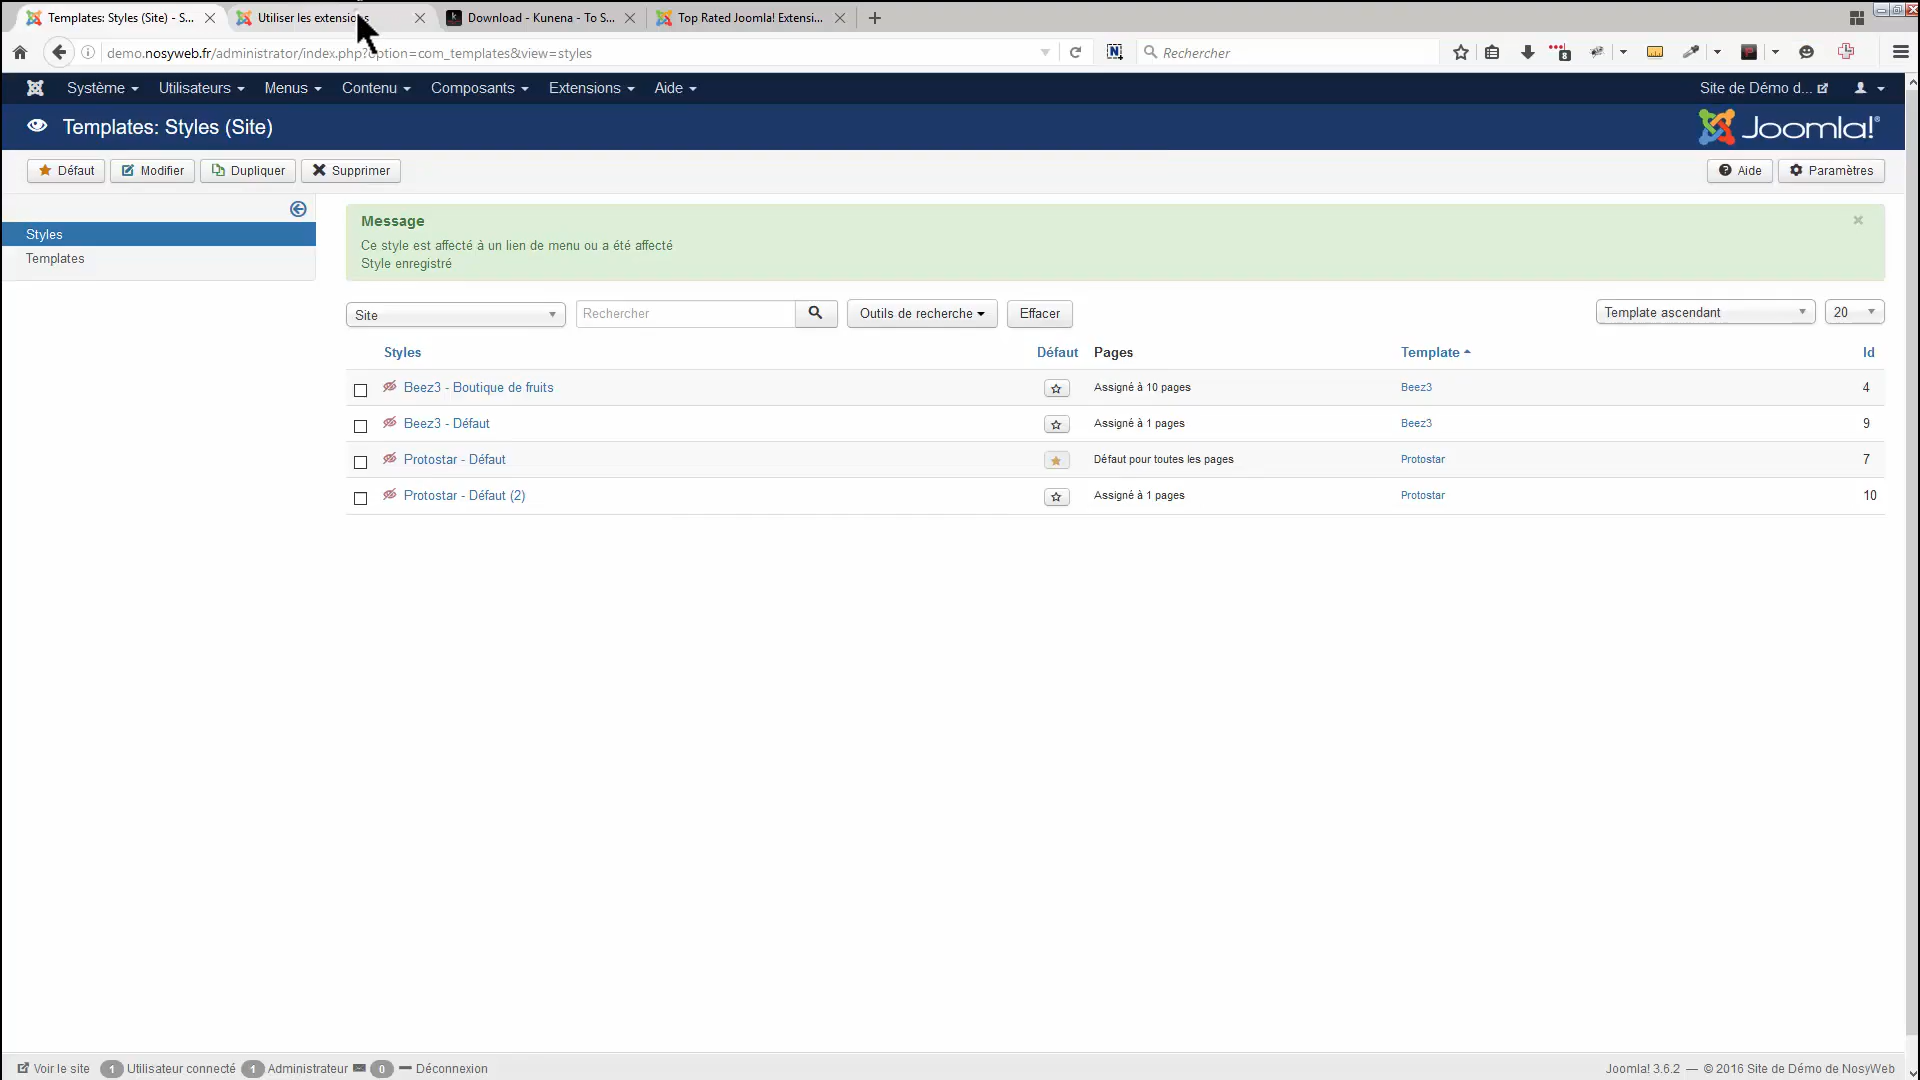 Templates: Styles (Site) - S...
Utiliser les extensions
Download - Kunena - To S...
Top Rated Joomla! Extensi...
demo.nosyweb.fr/administrator/index.php?option=com_templates&view=styles
Rechercher
8
Système
Utilisateurs
Menus
Contenu
Composants
Extensions
Aide
Site de Démo d...
Templates: Styles (Site)
Joomla!®
Défaut
Modifier
Dupliquer
Supprimer
Aide
Paramètres
Styles
Templates
Message
Ce style est affecté à un lien de menu ou a été affecté
Style enregistré
Site
Rechercher
Outils de recherche
Effacer
Template ascendant
20
Styles Défaut Pages Template Id
Beez3 - Boutique de fruits Assigné à 10 pages Beez3 4
Beez3 - Défaut Assigné à 1 pages Beez3 9
Protostar - Défaut Défaut pour toutes les pages Protostar 7
Protostar - Défaut (2) Assigné à 1 pages Protostar 10
Voir le site 1 Utilisateur connecté 1 Administrateur 0 Déconnexion
Joomla! 3.6.2 — © 2016 Site de Démo de NosyWeb